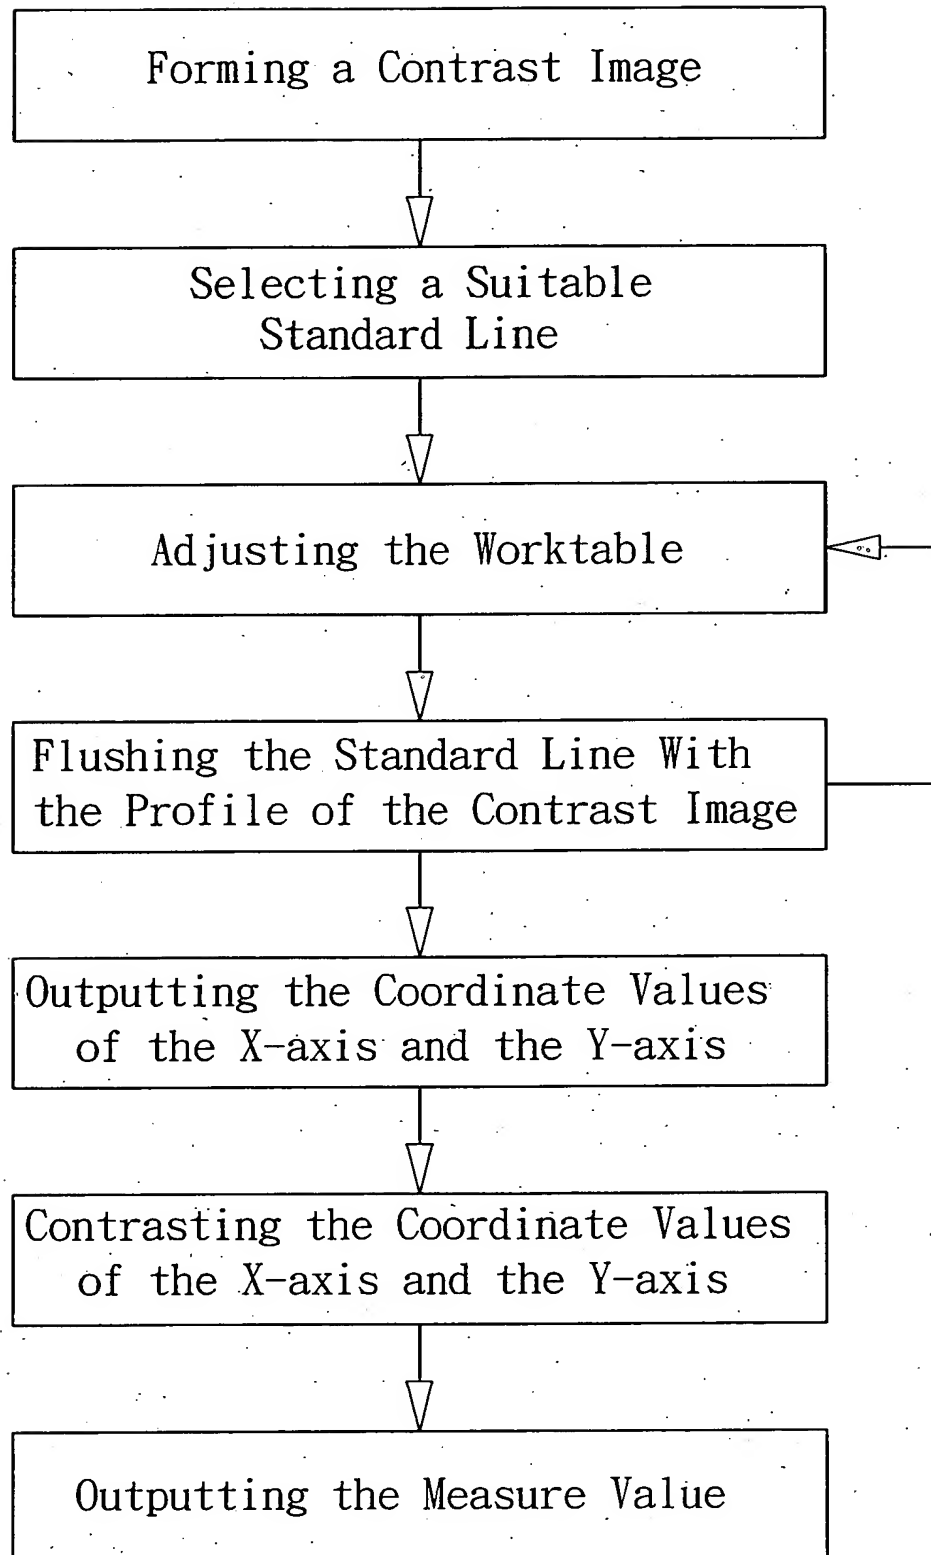 Forming a Contrast Image
Selecting a Suitable
Standard Line
Adjusting the Worktable
Flushing the Standard Line With
the Profile of the Contrast Image
Outputting the Coordinate Values
of the X-axis and the Y-axis
Contrasting the Coordinate Values
of the X-axis and the Y-axis
Outputting the Measure Value